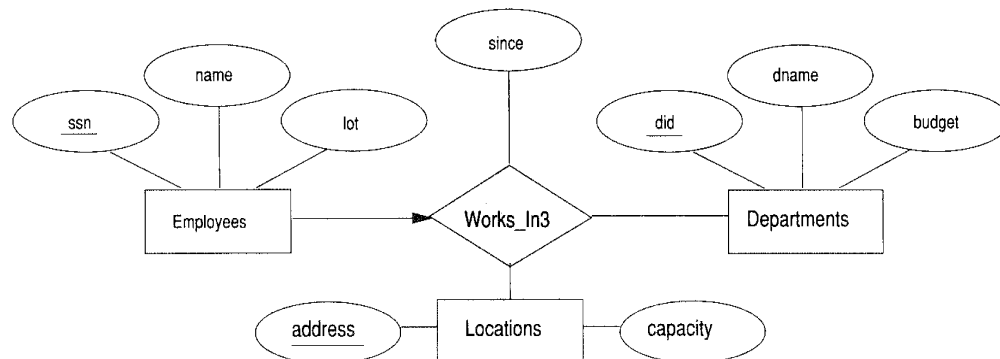 since
name
dname
ssn
lot
did
budget
Employees
Works_In3
Departments
address
Locations
capacity